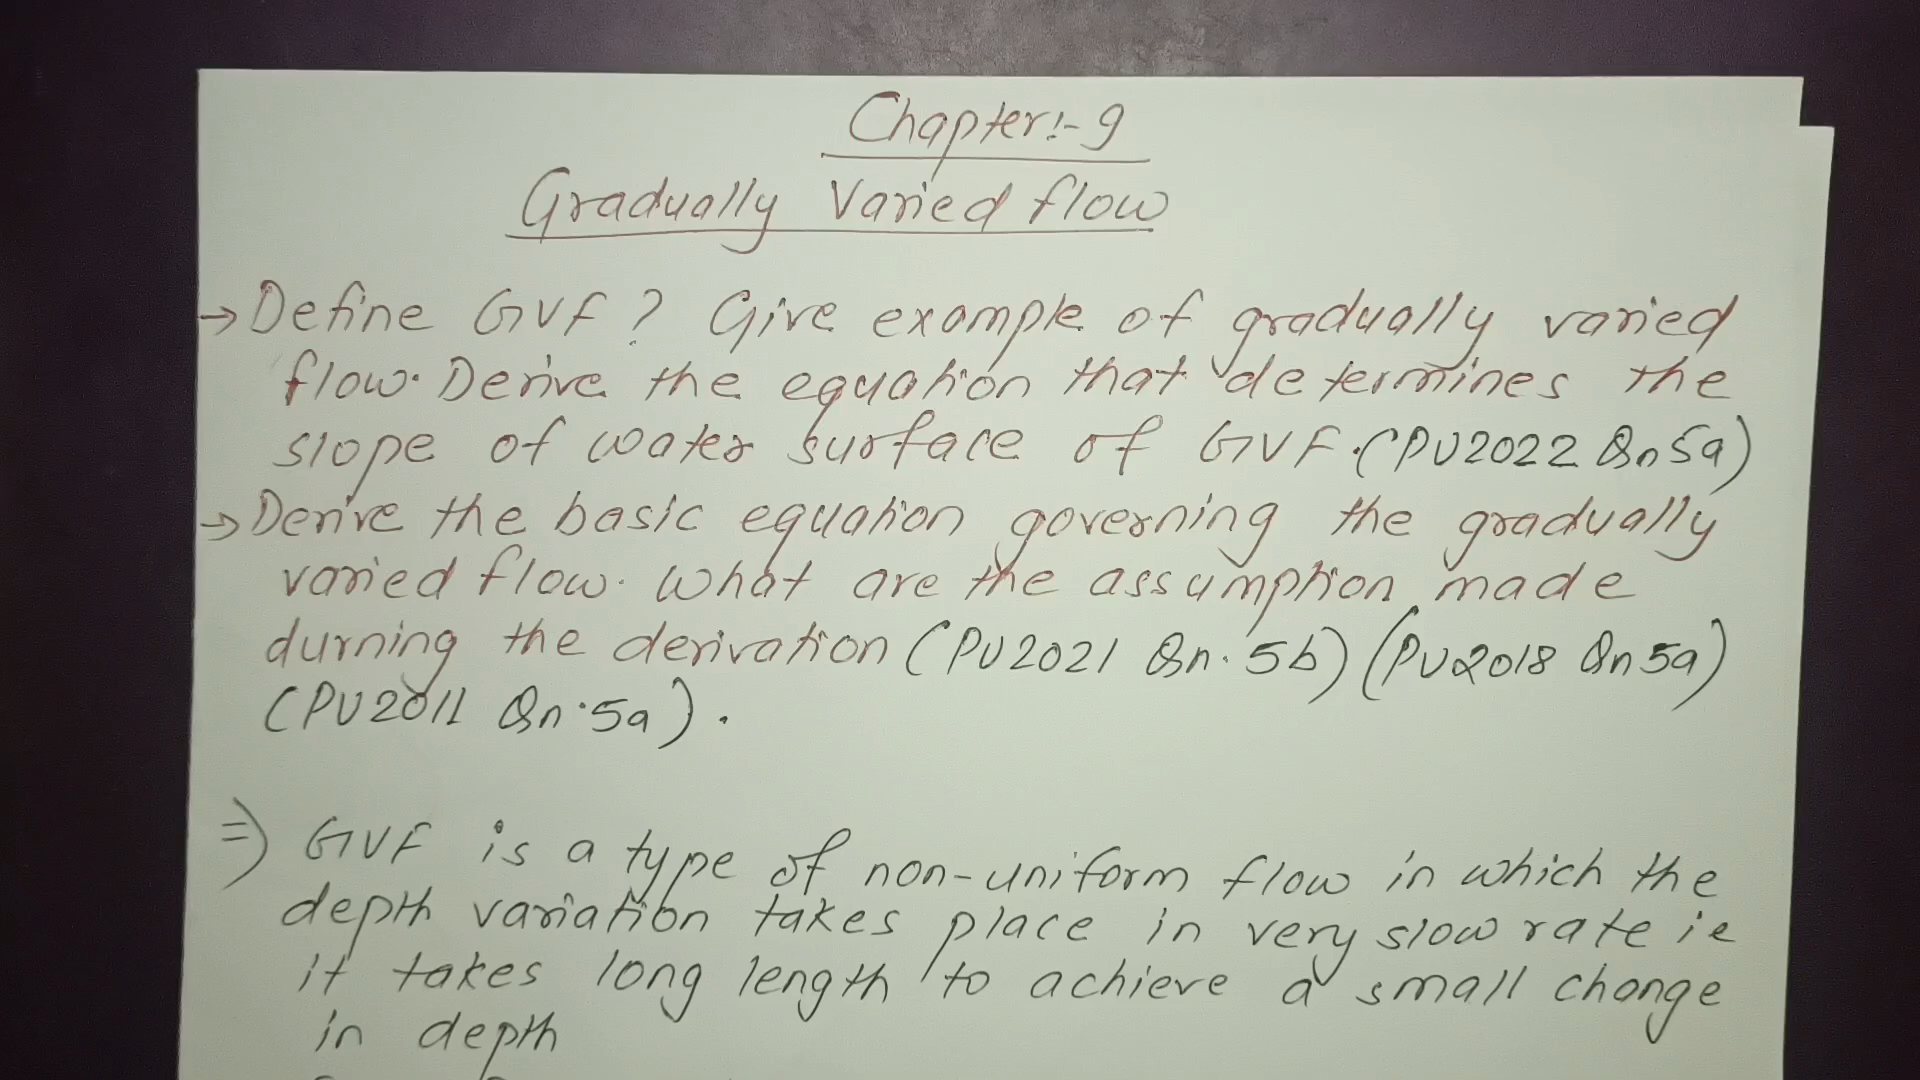 Chapter:-9
Gradually Varied flow
→ Define GVF? Give example of gradually varied
flow. Derive the equation that determines the
slope of water surface of GVF. (PU2022 Qn 5a)
→ Derive the basic equation governing the gradually
varied flow. What are the assumption made
durning the derivation (PU2021 Qn. 5b) (PU2018 Qn 5a)
(PU2011 Qn. 5a).
⇒ GVF is a type of non-uniform flow in which the
depth variation takes place in very slow rate ie
it takes long length to achieve a small change
in depth